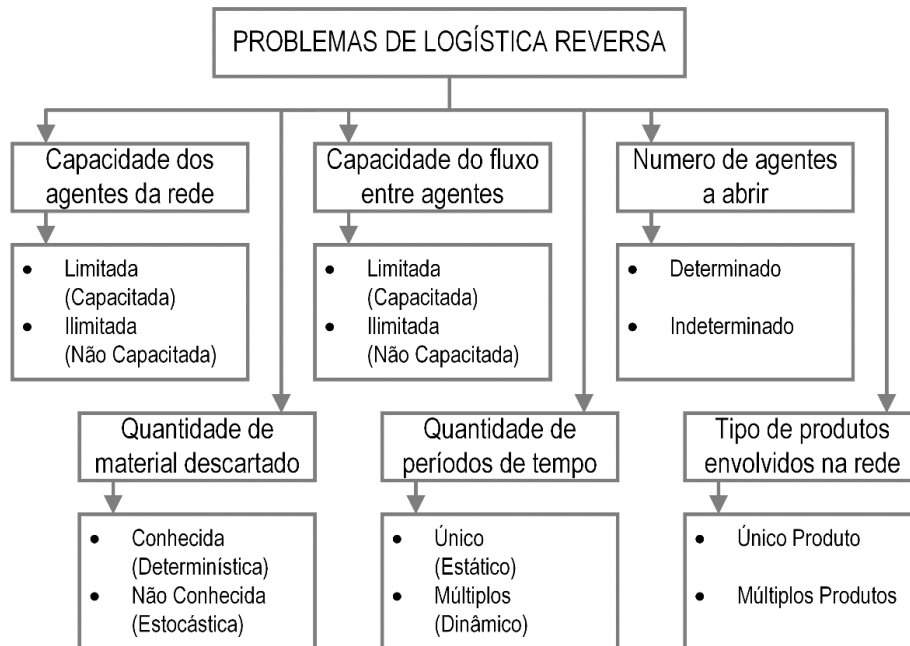 PROBLEMAS DE LOGÍSTICA REVERSA
Capacidade dos
agentes da rede
• Limitada
(Capacitada)
• Ilimitada
(Não Capacitada)
Capacidade do fluxo
entre agentes
• Limitada
(Capacitada)
• Ilimitada
(Não Capacitada)
Numero de agentes
a abrir
• Determinado
• Indeterminado
Quantidade de
material descartado
• Conhecida
(Determinística)
• Não Conhecida
(Estocástica)
Quantidade de
períodos de tempo
• Único
(Estático)
• Múltiplos
(Dinâmico)
Tipo de produtos
envolvidos na rede
• Único Produto
• Múltiplos Produtos